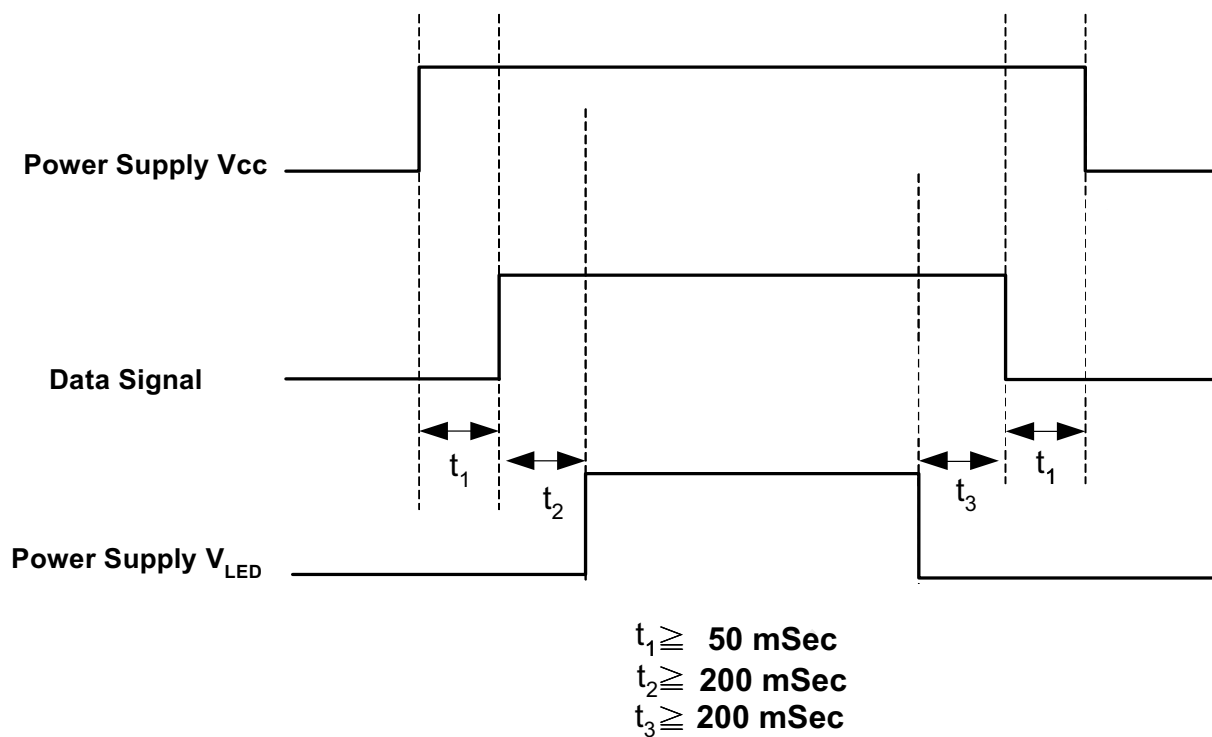 Power Supply Vcc
Data Signal
t₁
t₂
t₃
t₁
Power Supply V_LED
t₁≧ 50 mSec
t₂≧ 200 mSec
t₃≧ 200 mSec